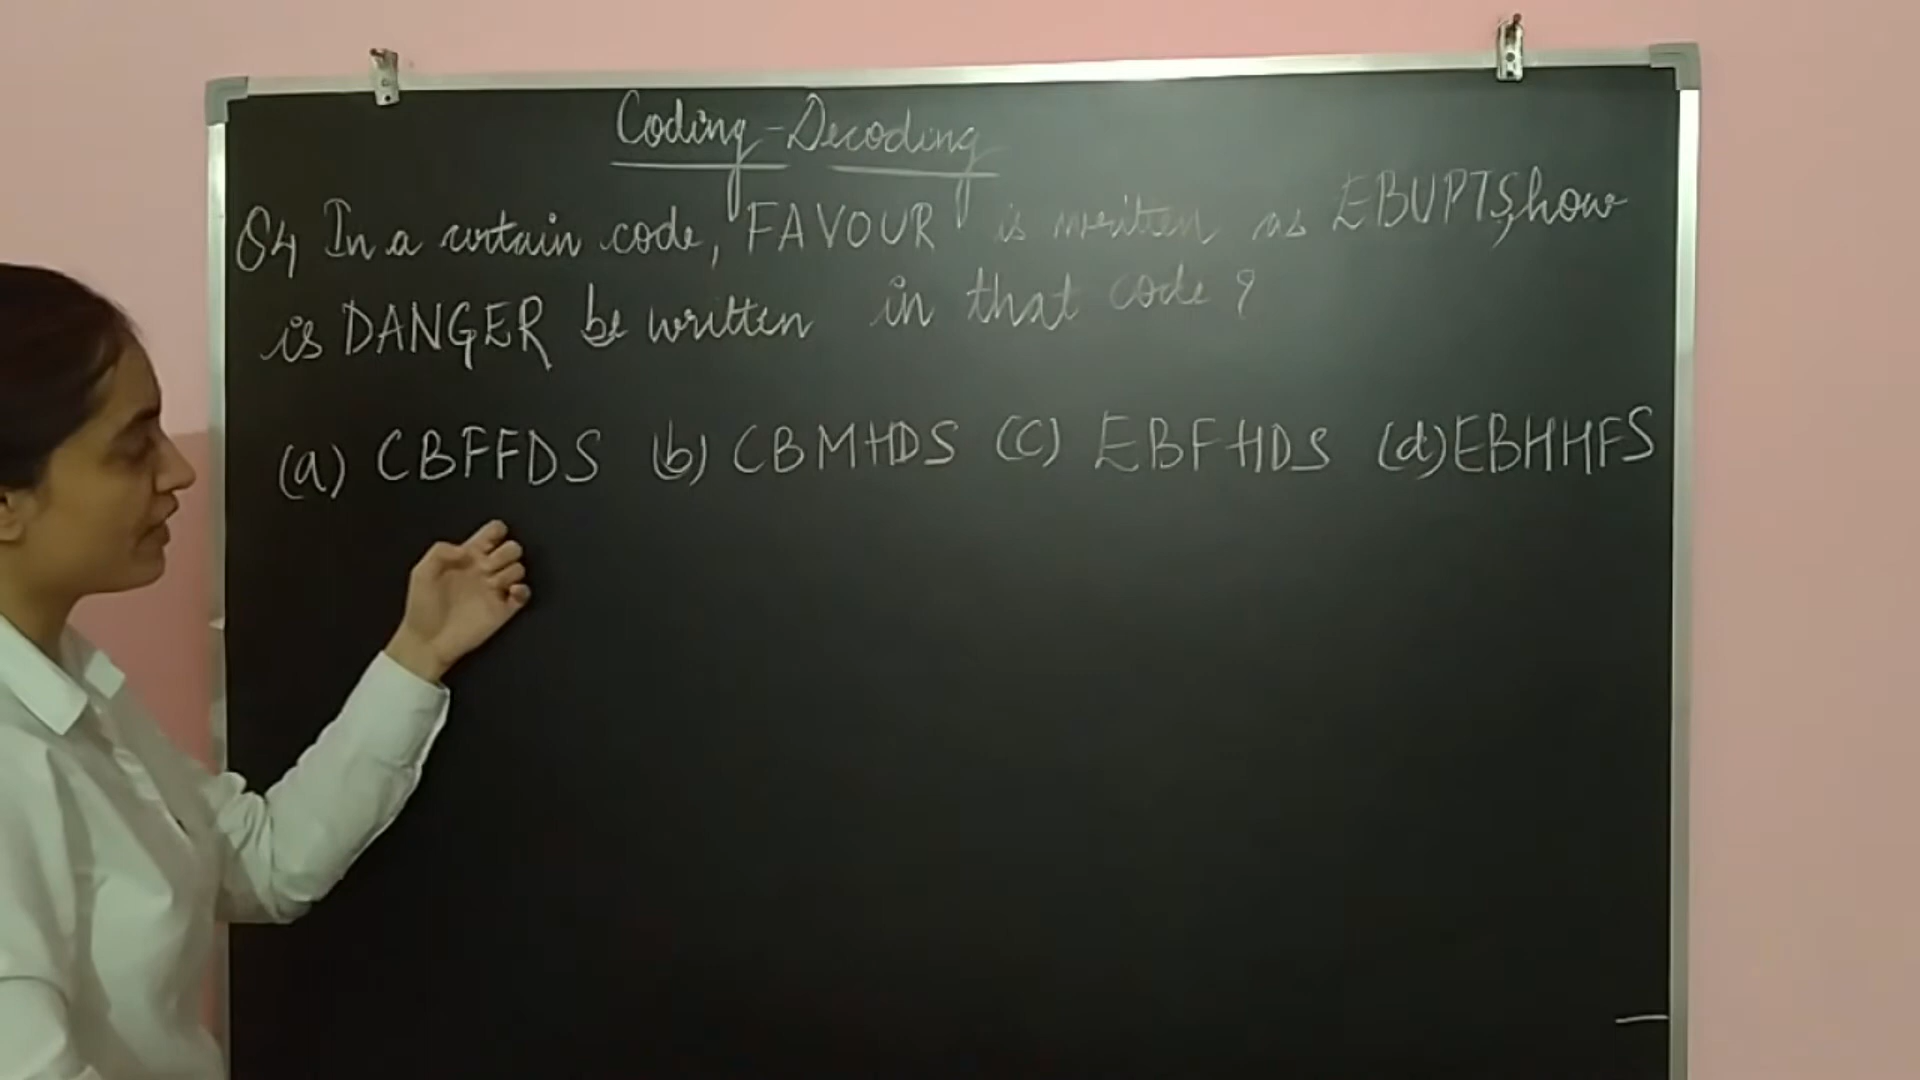 Coding-Decoding
Q4 In a certain code, FAVOUR is written as EBUPTS, how
is DANGER be written in that code ?
(a) CBFFDS (b) CBMHDS (c) EBFHDS (d) EBHHFS